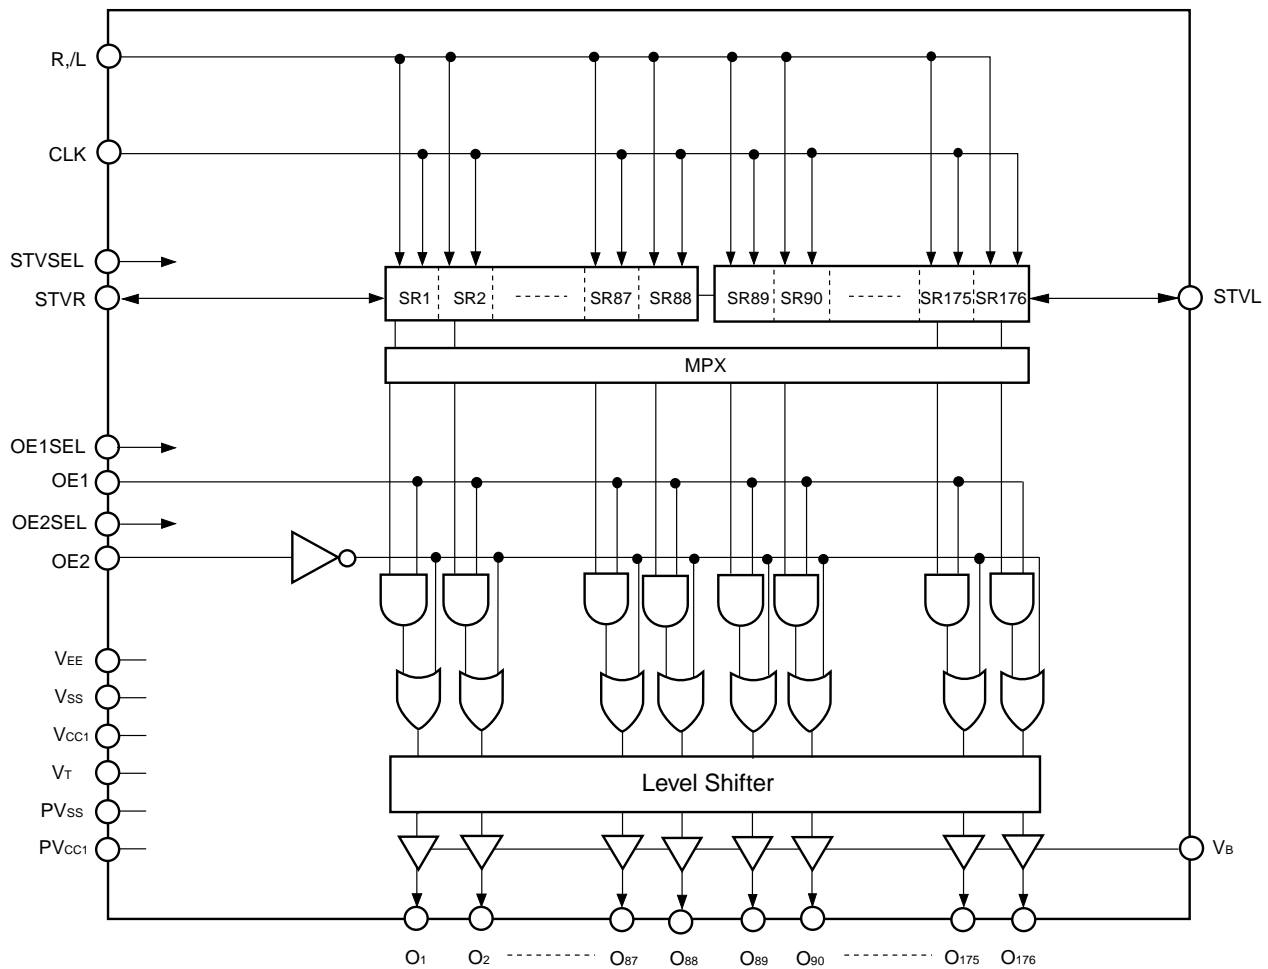 R,/L
CLK
STVSEL
STVR
SR1 SR2 SR87 SR88 SR89 SR90 SR175 SR176
STVL
MPX
OE1SEL
OE1
OE2SEL
OE2
VEE
VSS
VCC1
VT
PVSS
PVCC1
Level Shifter
VB
O1 O2 O87 O88 O89 O90 O175 O176